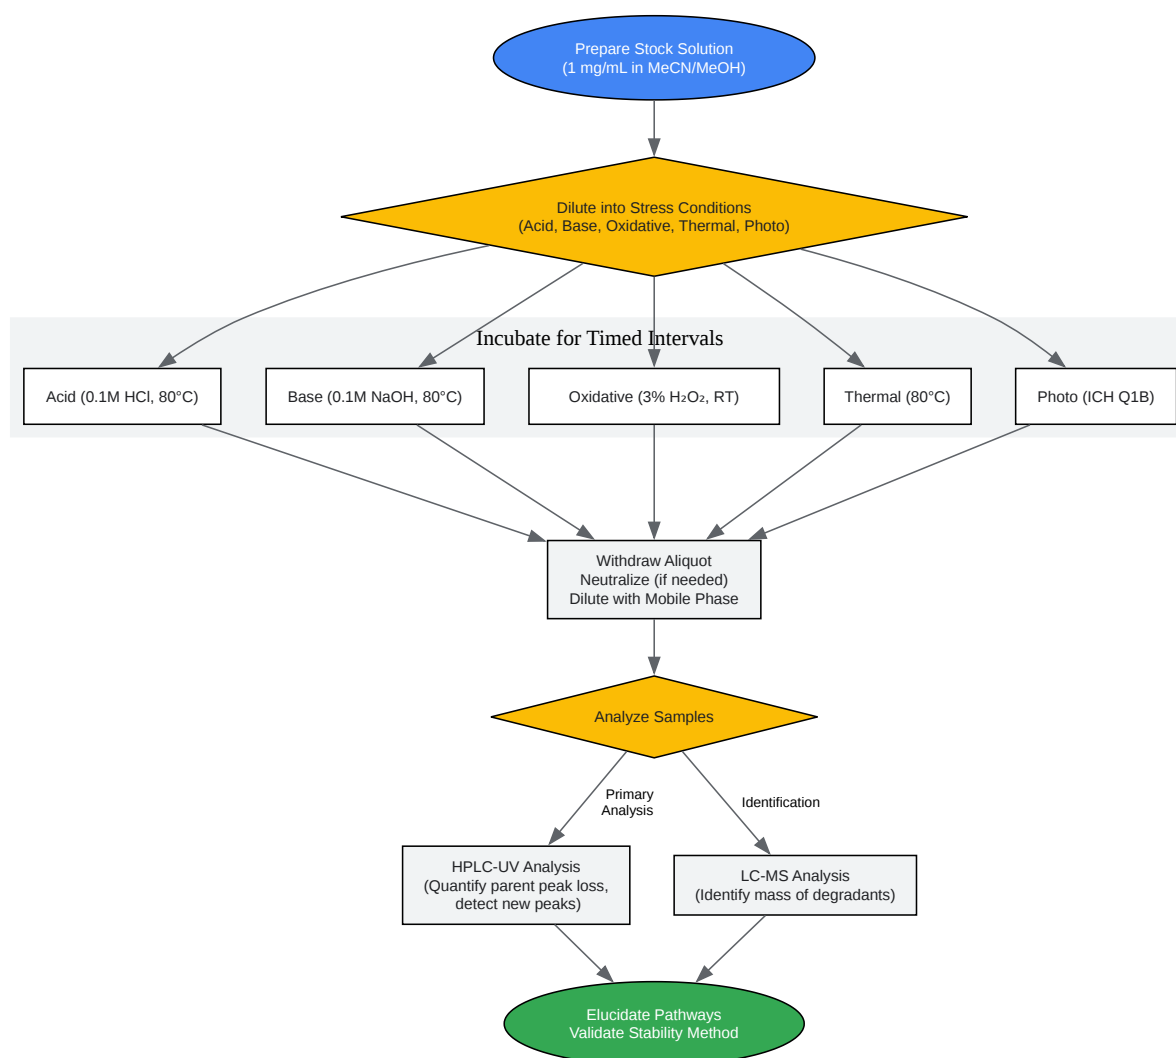 Prepare Stock Solution
(1 mg/mL in MeCN/MeOH)
Dilute into Stress Conditions
(Acid, Base, Oxidative, Thermal, Photo)
Incubate for Timed Intervals
Acid (0.1M HCl, 80°C)
Base (0.1M NaOH, 80°C)
Oxidative (3% H₂O₂, RT)
Thermal (80°C)
Photo (ICH Q1B)
Withdraw Aliquot
Neutralize (if needed)
Dilute with Mobile Phase
Analyze Samples
Primary
Analysis
Identification
HPLC-UV Analysis
(Quantify parent peak loss,
detect new peaks)
LC-MS Analysis
(Identify mass of degradants)
Elucidate Pathways
Validate Stability Method